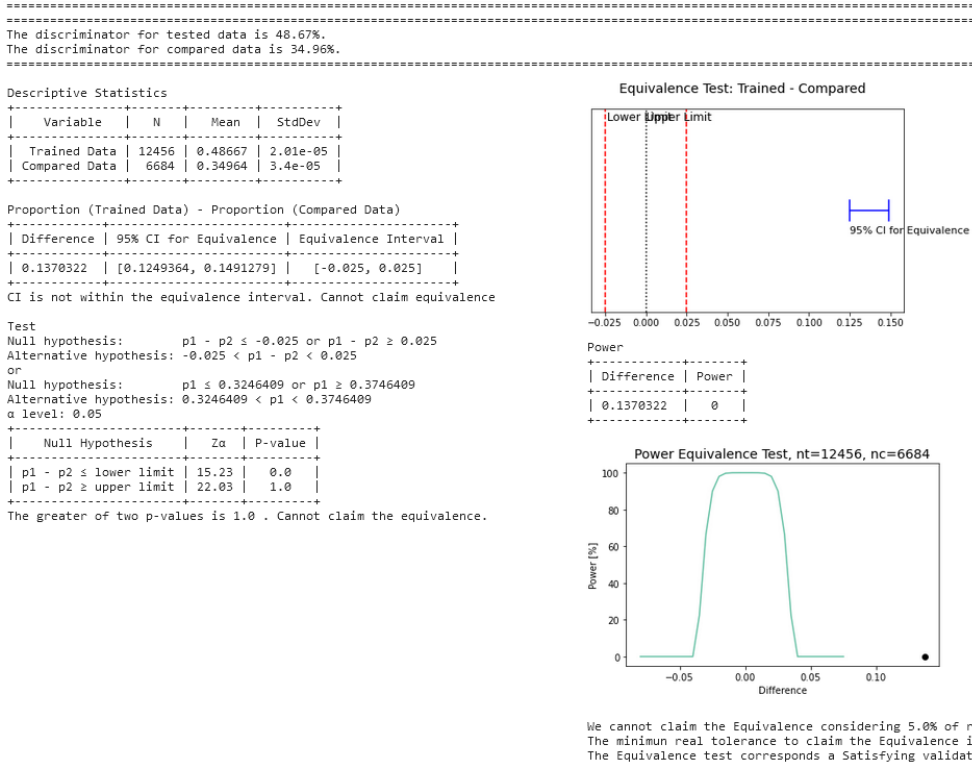 The discriminator for tested data is 48.67%.
The discriminator for compared data is 34.96%.
Descriptive Statistics
| Variable | N | Mean | StdDev |
| Trained Data | 12456 | 0.48667 | 2.01e-05 |
| Compared Data | 6684 | 0.34964 | 3.4e-05 |
Proportion (Trained Data) - Proportion (Compared Data)
| Difference | 95% CI for Equivalence | Equivalence Interval |
| 0.1370322 | [0.1249364, 0.1491279] | [-0.025, 0.025] |
CI is not within the equivalence interval. Cannot claim equivalence
Test
Null hypothesis: p1 - p2 ≤ -0.025 or p1 - p2 ≥ 0.025
Alternative hypothesis: -0.025 < p1 - p2 < 0.025
or
Null hypothesis: p1 ≤ 0.3246409 or p1 ≥ 0.3746409
Alternative hypothesis: 0.3246409 < p1 < 0.3746409
α level: 0.05
| Null Hypothesis | Zα | P-value |
| p1 - p2 ≤ lower limit | 15.23 | 0.0 |
| p1 - p2 ≥ upper limit | 22.03 | 1.0 |
The greater of two p-values is 1.0 . Cannot claim the equivalence.
Equivalence Test: Trained - Compared
Lower Limit
Upper Limit
95% CI for Equivalence
−0.025 0.000 0.025 0.050 0.075 0.100 0.125 0.150
Power
| Difference | Power |
| 0.1370322 | 0 |
Power Equivalence Test, nt=12456, nc=6684
100
80
60
40
20
0
Power [%]
−0.05 0.00 0.05 0.10
Difference
We cannot claim the Equivalence considering 5.0% of
The minimun real tolerance to claim the Equivalence
The Equivalence test corresponds a Satisfying